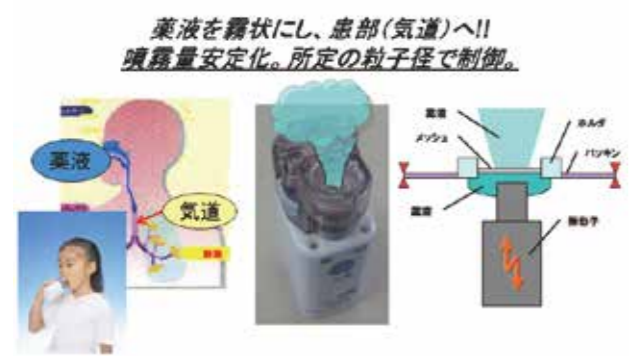 薬液を霧状にし、患部(気道)へ!!
噴霧量安定化。所定の粒子径で制御。
薬液
気道
薬液
メッシュ
ホルダ
パッキン
薬液
振動子